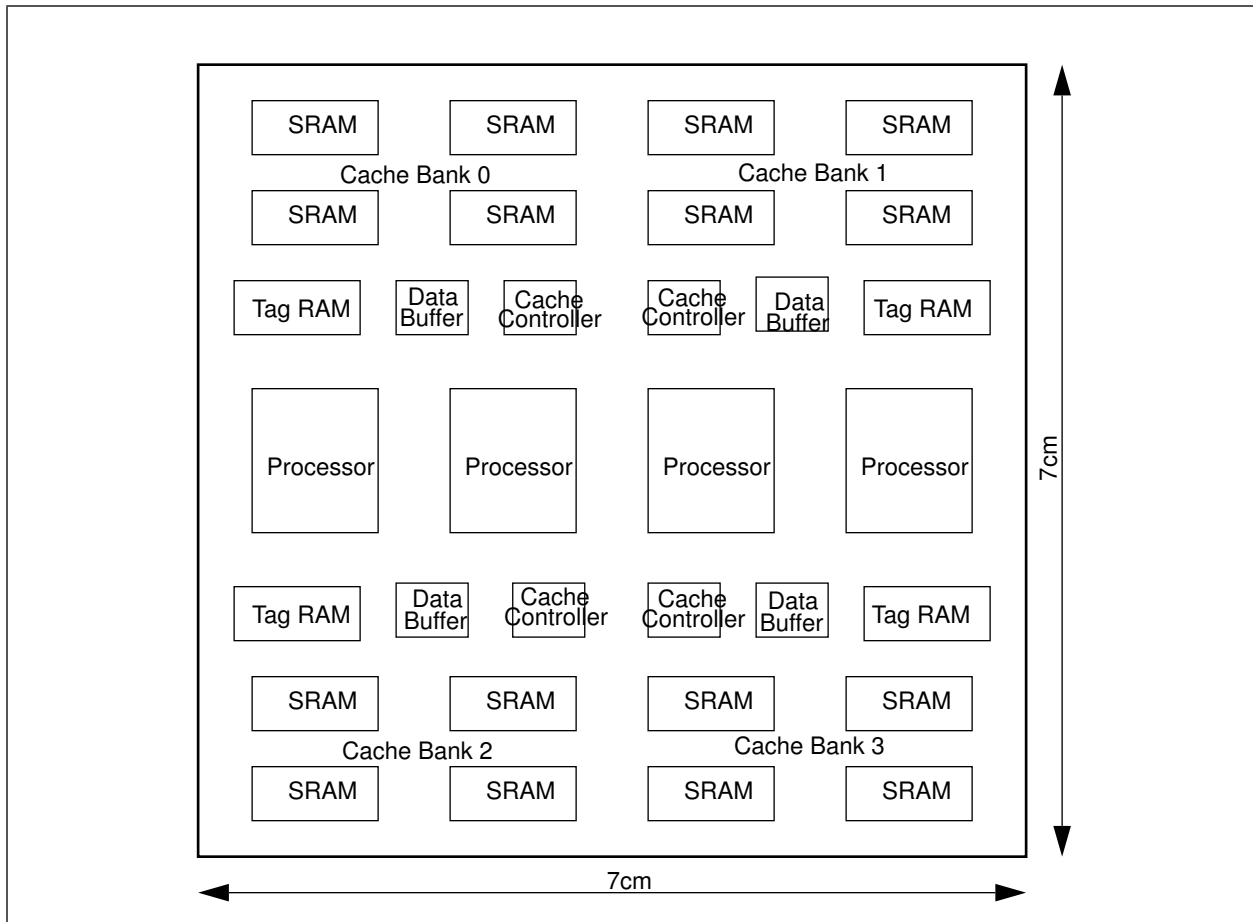 SRAM SRAM SRAM SRAM
Cache Bank 0 Cache Bank 1
SRAM SRAM SRAM SRAM
Tag RAM
Data
Buffer
Cache
Controller
Cache
Controller
Data
Buffer
Tag RAM
Processor Processor Processor Processor
7cm
Tag RAM
Data
Buffer
Cache
Controller
Cache
Controller
Data
Buffer
Tag RAM
SRAM SRAM SRAM SRAM
Cache Bank 2 Cache Bank 3
SRAM SRAM SRAM SRAM
7cm